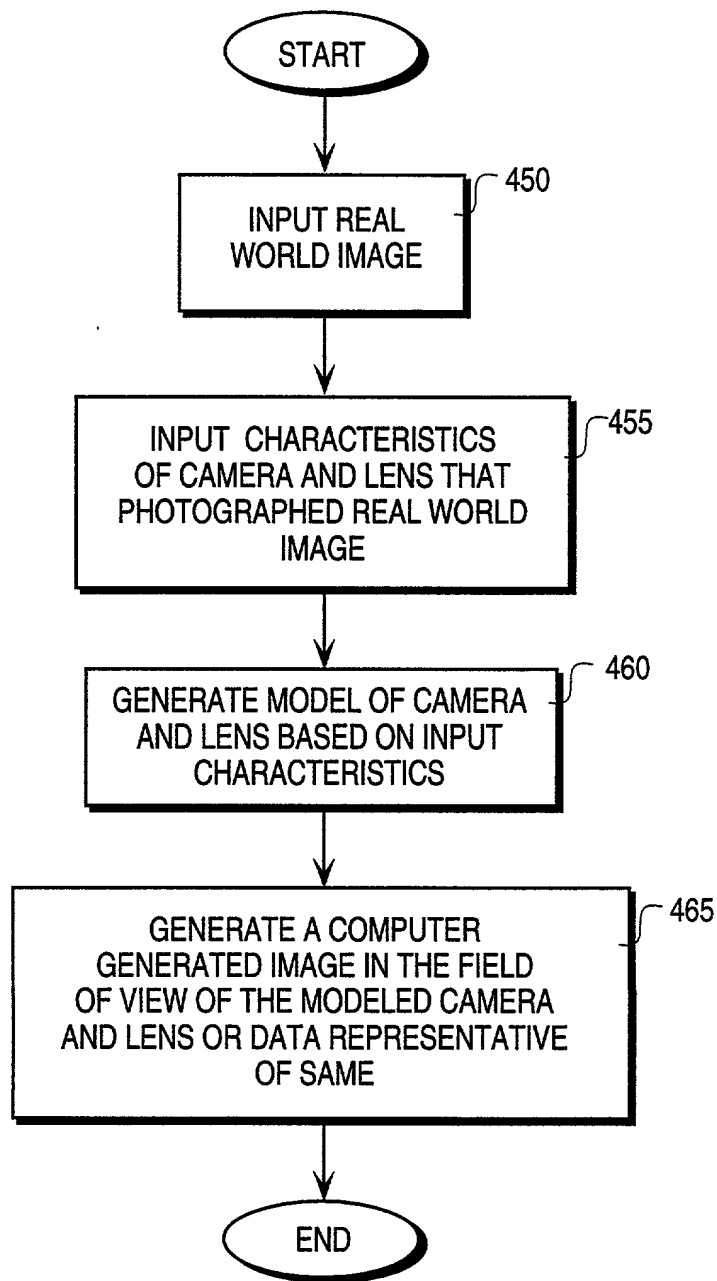 START
450
INPUT REAL
WORLD IMAGE
455
INPUT CHARACTERISTICS
OF CAMERA AND LENS THAT
PHOTOGRAPHED REAL WORLD
IMAGE
460
GENERATE MODEL OF CAMERA
AND LENS BASED ON INPUT
CHARACTERISTICS
465
GENERATE A COMPUTER
GENERATED IMAGE IN THE FIELD
OF VIEW OF THE MODELED CAMERA
AND LENS OR DATA REPRESENTATIVE
OF SAME
END